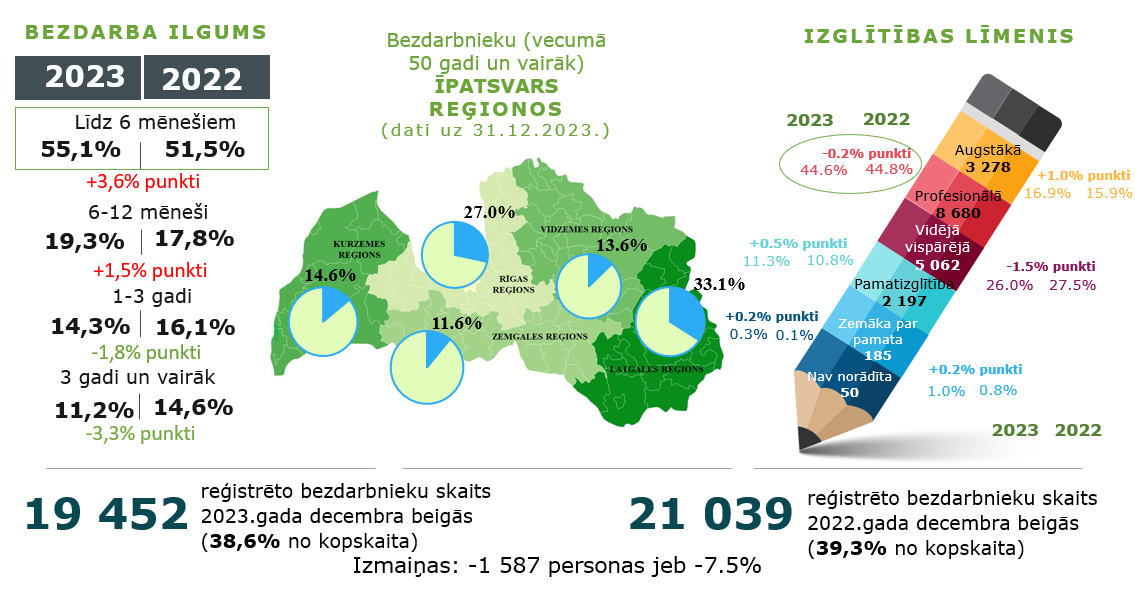 BEZDARBA ILGUMS
2023 2022
Līdz 6 mēnešiem
55,1% 51,5%
+3,6% punkti
6-12 mēneši
19,3% 17,8%
+1,5% punkti
1-3 gadi
14,3% 16,1%
-1,8% punkti
3 gadi un vairāk
11,2% 14,6%
-3,3% punkti
Bezdarbnieku (vecumā
50 gadi un vairāk)
ĪPATSVARS
REĢIONOS
(dati uz 31.12.2023.)
27.0%
KURZEMES
REĢIONS
14.6%
VIDZEMES REĢIONS
13.6%
RĪGAS
REĢIONS
33.1%
11.6%
ZEMGALES REĢIONS
LATGALES REĢIONS
IZGLĪTĪBAS LĪMENIS
2023 2022
-0.2% punkti
44.6% 44.8%
Augstākā
3 278
+1.0% punkti
16.9% 15.9%
Profesionālā
8 680
Vidējā
vispārējā
5 062
+0.5% punkti
11.3% 10.8%
-1.5% punkti
26.0% 27.5%
Pamatizglītība
2 197
+0.2% punkti
0.3% 0.1%
Zemāka par
pamata
185
Nav norādīta
50
+0.2% punkti
1.0% 0.8%
2023 2022
19 452
reģistrēto bezdarbnieku skaits
2023.gada decembra beigās
(38,6% no kopskaita)
21 039
reģistrēto bezdarbnieku skaits
2022.gada decembra beigās
(39,3% no kopskaita)
Izmaiņas: -1 587 personas jeb -7.5%